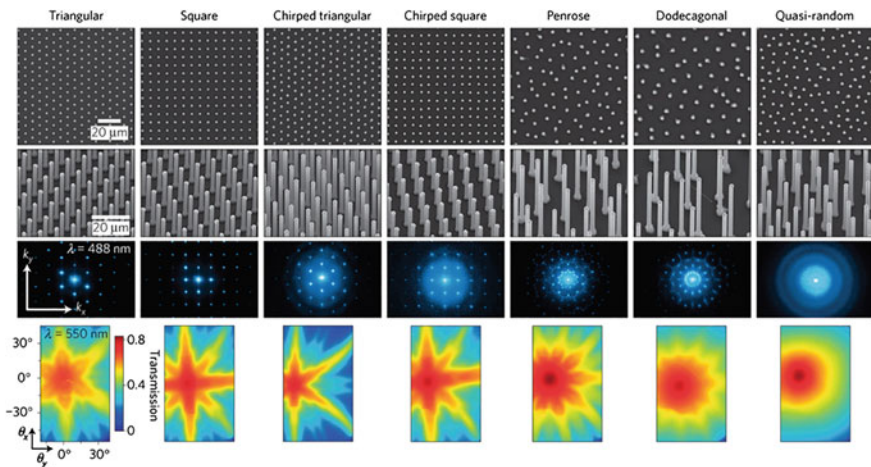 Triangular
Square
Chirped triangular
Chirped square
Penrose
Dodecagonal
Quasi-random
20 µm
20 µm
λ = 488 nm
k_y
k_x
λ = 550 nm
30°
0°
−30°
0.8
0.4
0
Transmission
θ_x
θ_y
0°
30°